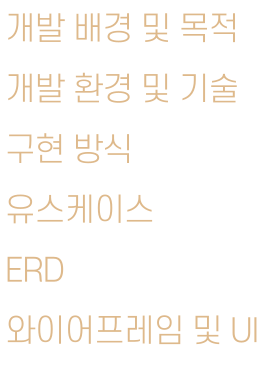 개발 배경 및 목적
개발 환경 및 기술
구현 방식
유스케이스
ERD
와이어프레임 및 UI